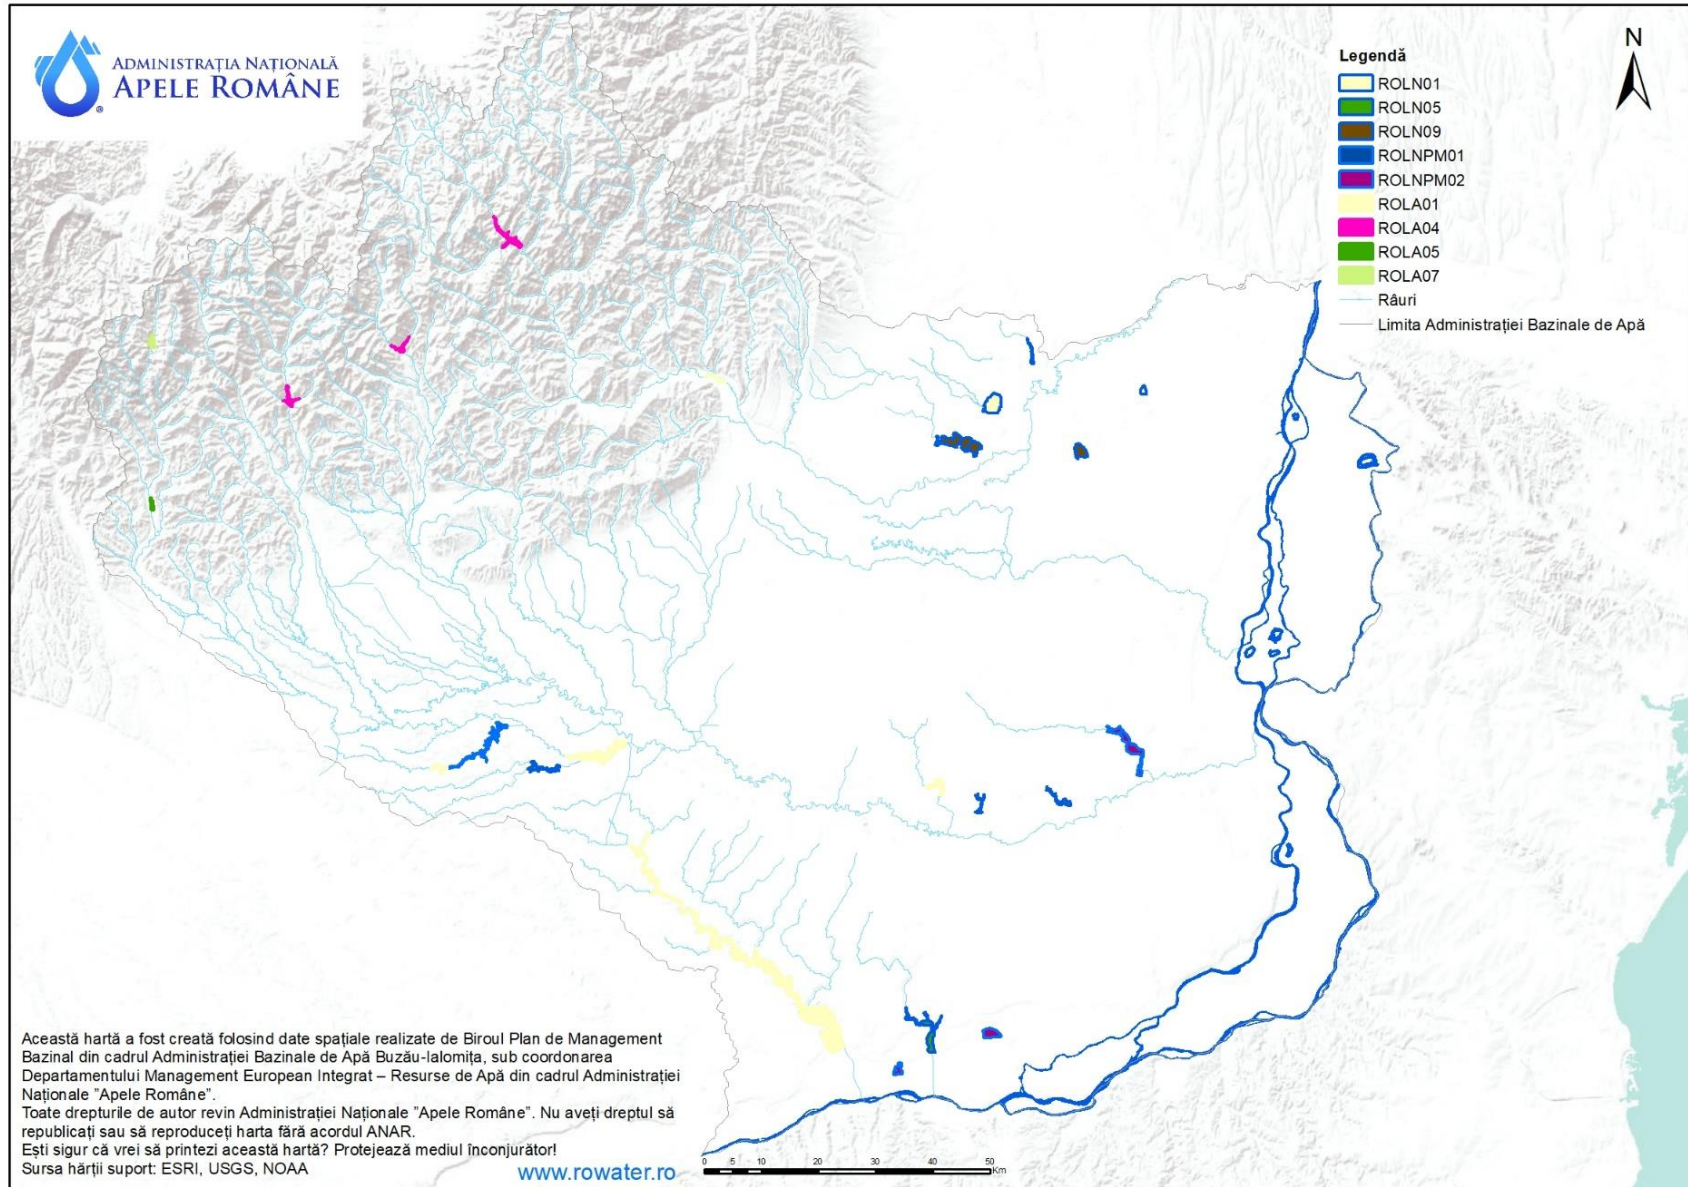 ADMINISTRAȚIA NAȚIONALĂ
APELE ROMÂNE
®
N
Legendă
ROLN01
ROLN05
ROLN09
ROLNPM01
ROLNPM02
ROLA01
ROLA04
ROLA05
ROLA07
Râuri
Limita Administrației Bazinale de Apă
Această hartă a fost creată folosind date spațiale realizate de Biroul Plan de Management
Bazinal din cadrul Administrației Bazinale de Apă Buzău-Ialomița, sub coordonarea
Departamentului Management European Integrat – Resurse de Apă din cadrul Administrației
Naționale ”Apele Române”.
Toate drepturile de autor revin Administrației Naționale ”Apele Române”. Nu aveți dreptul să
republicați sau să reproduceți harta fără acordul ANAR.
Ești sigur că vrei să printezi această hartă? Protejează mediul înconjurător!
Sursa hărții suport: ESRI, USGS, NOAA
www.rowater.ro
0 5 10 20 30 40 50 Km